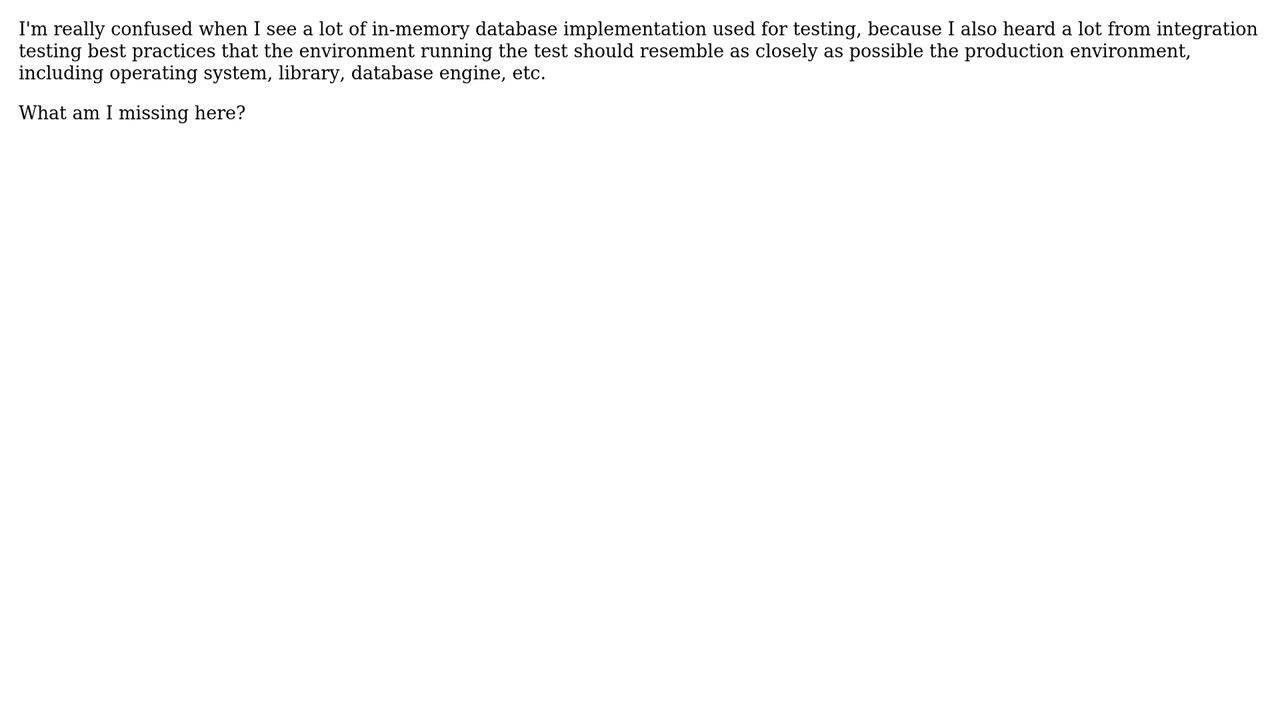 I'm really confused when I see a lot of in-memory database implementation used for testing, because I also heard a lot from integration
testing best practices that the environment running the test should resemble as closely as possible the production environment,
including operating system, library, database engine, etc.
What am I missing here?